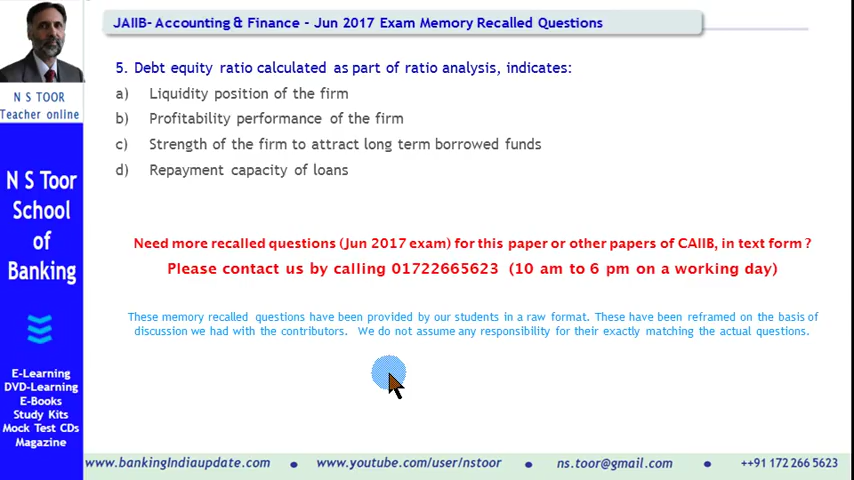 JAIIB- Accounting & Finance - Jun 2017 Exam Memory Recalled Questions
N S TOOR
Teacher online
N S Toor
School
of
Banking
E-Learning
DVD-Learning
E-Books
Study Kits
Mock Test CDs
Magazine
5. Debt equity ratio calculated as part of ratio analysis, indicates:
a) Liquidity position of the firm
b) Profitability performance of the firm
c) Strength of the firm to attract long term borrowed funds
d) Repayment capacity of loans
Need more recalled questions (Jun 2017 exam) for this paper or other papers of CAIIB, in text form ?
Please contact us by calling 01722665623 (10 am to 6 pm on a working day)
These memory recalled questions have been provided by our students in a raw format. These have been reframed on the basis of
discussion we had with the contributors. We do not assume any responsibility for their exactly matching the actual questions.
www.bankingIndiaupdate.com ● www.youtube.com/user/nstoor ● ns.toor@gmail.com ● ++91 172 266 5623